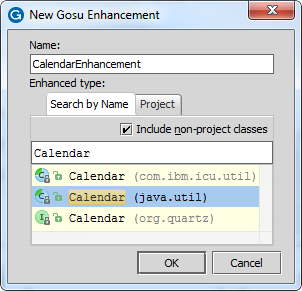 New Gosu Enhancement
Name:
CalendarEnhancement
Enhanced type:
Search by Name Project
Include non-project classes
Calendar
Calendar (com.ibm.icu.util)
Calendar (java.util)
Calendar (org.quartz)
OK Cancel